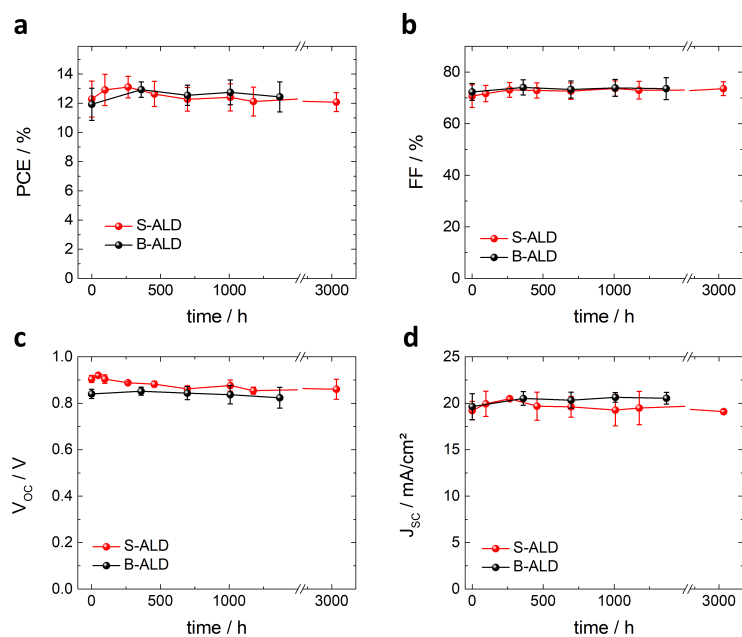 a
16
14
12
10
8
6
4
2
0
PCE / %
S-ALD
B-ALD
0
500
1000
3000
time / h
b
80
60
40
20
0
FF / %
S-ALD
B-ALD
0
500
1000
3000
time / h
c
1.0
0.8
0.6
0.4
0.2
0.0
V_OC / V
S-ALD
B-ALD
0
500
1000
3000
time / h
d
25
20
15
10
5
0
J_SC / mA/cm²
S-ALD
B-ALD
0
500
1000
3000
time / h